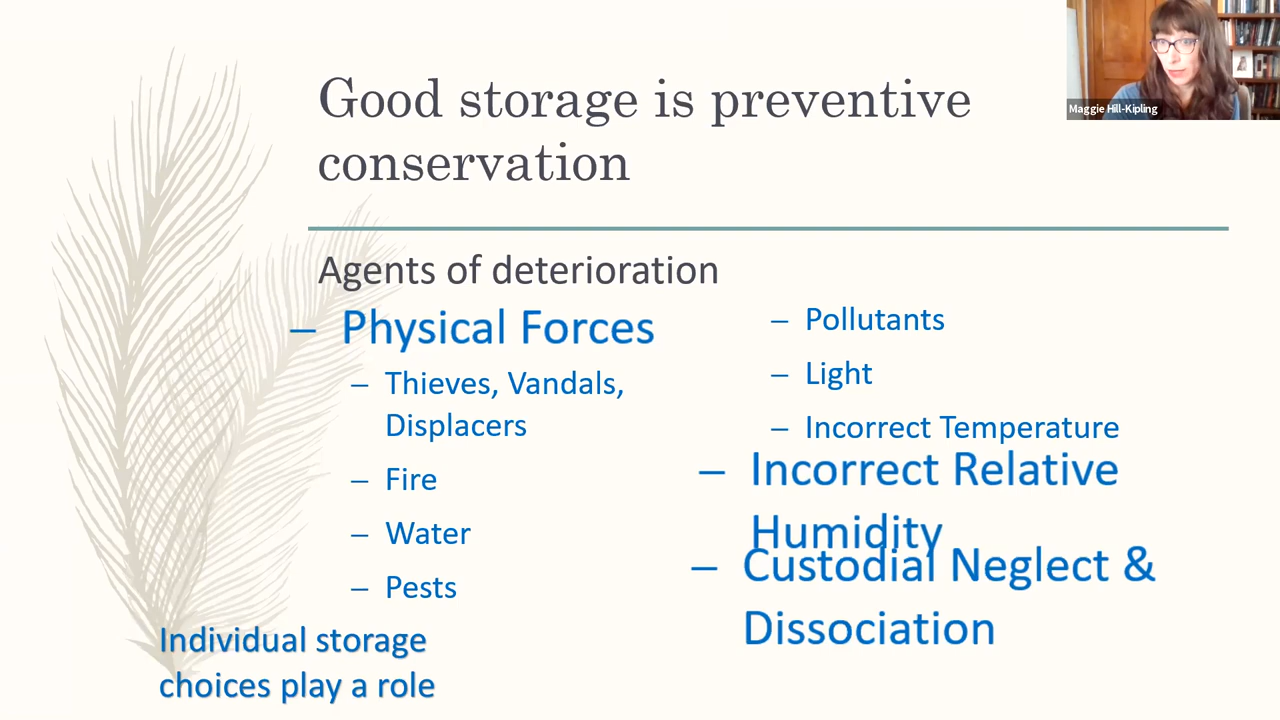 Good storage is preventive
conservation
Maggie Hill-Kipling
Agents of deterioration
– Physical Forces
– Thieves, Vandals,
Displacers
– Fire
– Water
– Pests
Individual storage
choices play a role
– Pollutants
– Light
– Incorrect Temperature
– Incorrect Relative
Humidity
– Custodial Neglect &
Dissociation